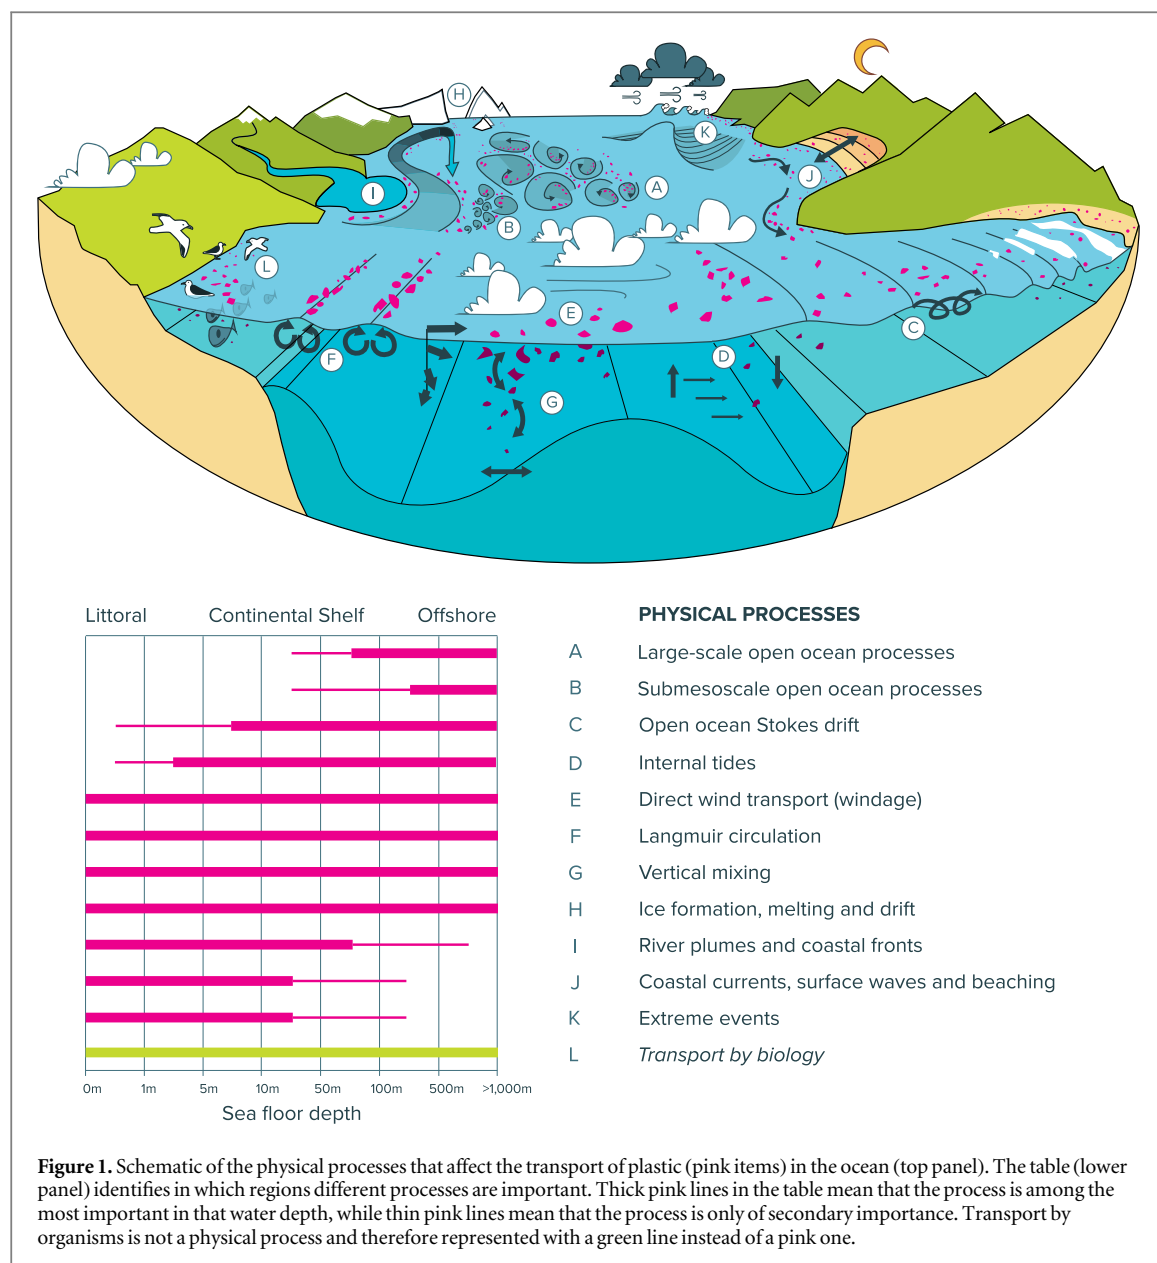 H
K
J
I
A
B
L
E
C
F
D
G
Littoral Continental Shelf Offshore
PHYSICAL PROCESSES
A Large-scale open ocean processes
B Submesoscale open ocean processes
C Open ocean Stokes drift
D Internal tides
E Direct wind transport (windage)
F Langmuir circulation
G Vertical mixing
H Ice formation, melting and drift
I River plumes and coastal fronts
J Coastal currents, surface waves and beaching
K Extreme events
L Transport by biology
0m 1m 5m 10m 50m 100m 500m >1,000m
Sea floor depth
Figure 1. Schematic of the physical processes that affect the transport of plastic (pink items) in the ocean (top panel). The table (lower
panel) identifies in which regions different processes are important. Thick pink lines in the table mean that the process is among the
most important in that water depth, while thin pink lines mean that the process is only of secondary importance. Transport by
organisms is not a physical process and therefore represented with a green line instead of a pink one.